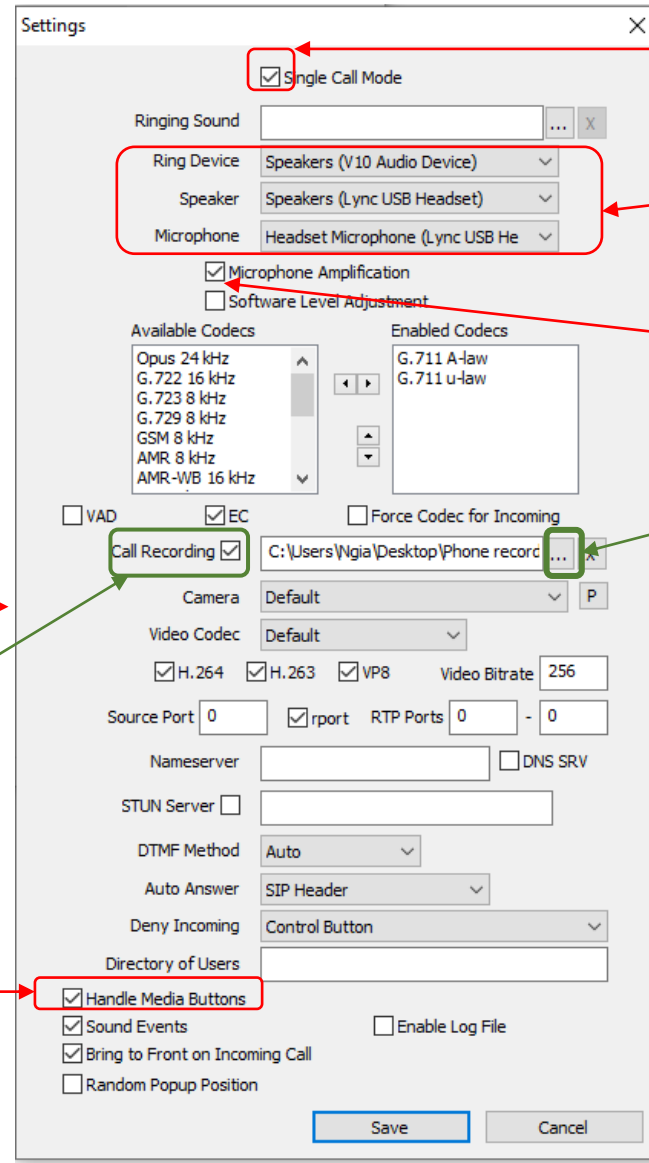 Settings
Single Call Mode
Ringing Sound ... X
Ring Device Speakers (V10 Audio Device)
Speaker Speakers (Lync USB Headset)
Microphone Headset Microphone (Lync USB He
Microphone Amplification
Software Level Adjustment
Available Codecs Enabled Codecs
Opus 24 kHz G.711 A-law
G.722 16 kHz G.711 u-law
G.723 8 kHz
G.729 8 kHz
GSM 8 kHz
AMR 8 kHz
AMR-WB 16 kHz
VAD EC Force Codec for Incoming
Call Recording C:\Users\Ngia\Desktop\Phone record ... X
Camera Default P
Video Codec Default
H.264 H.263 VP8 Video Bitrate 256
Source Port 0 rport RTP Ports 0 - 0
Nameserver DNS SRV
STUN Server
DTMF Method Auto
Auto Answer SIP Header
Deny Incoming Control Button
Directory of Users
Handle Media Buttons
Sound Events Enable Log File
Bring to Front on Incoming Call
Random Popup Position
Save Cancel